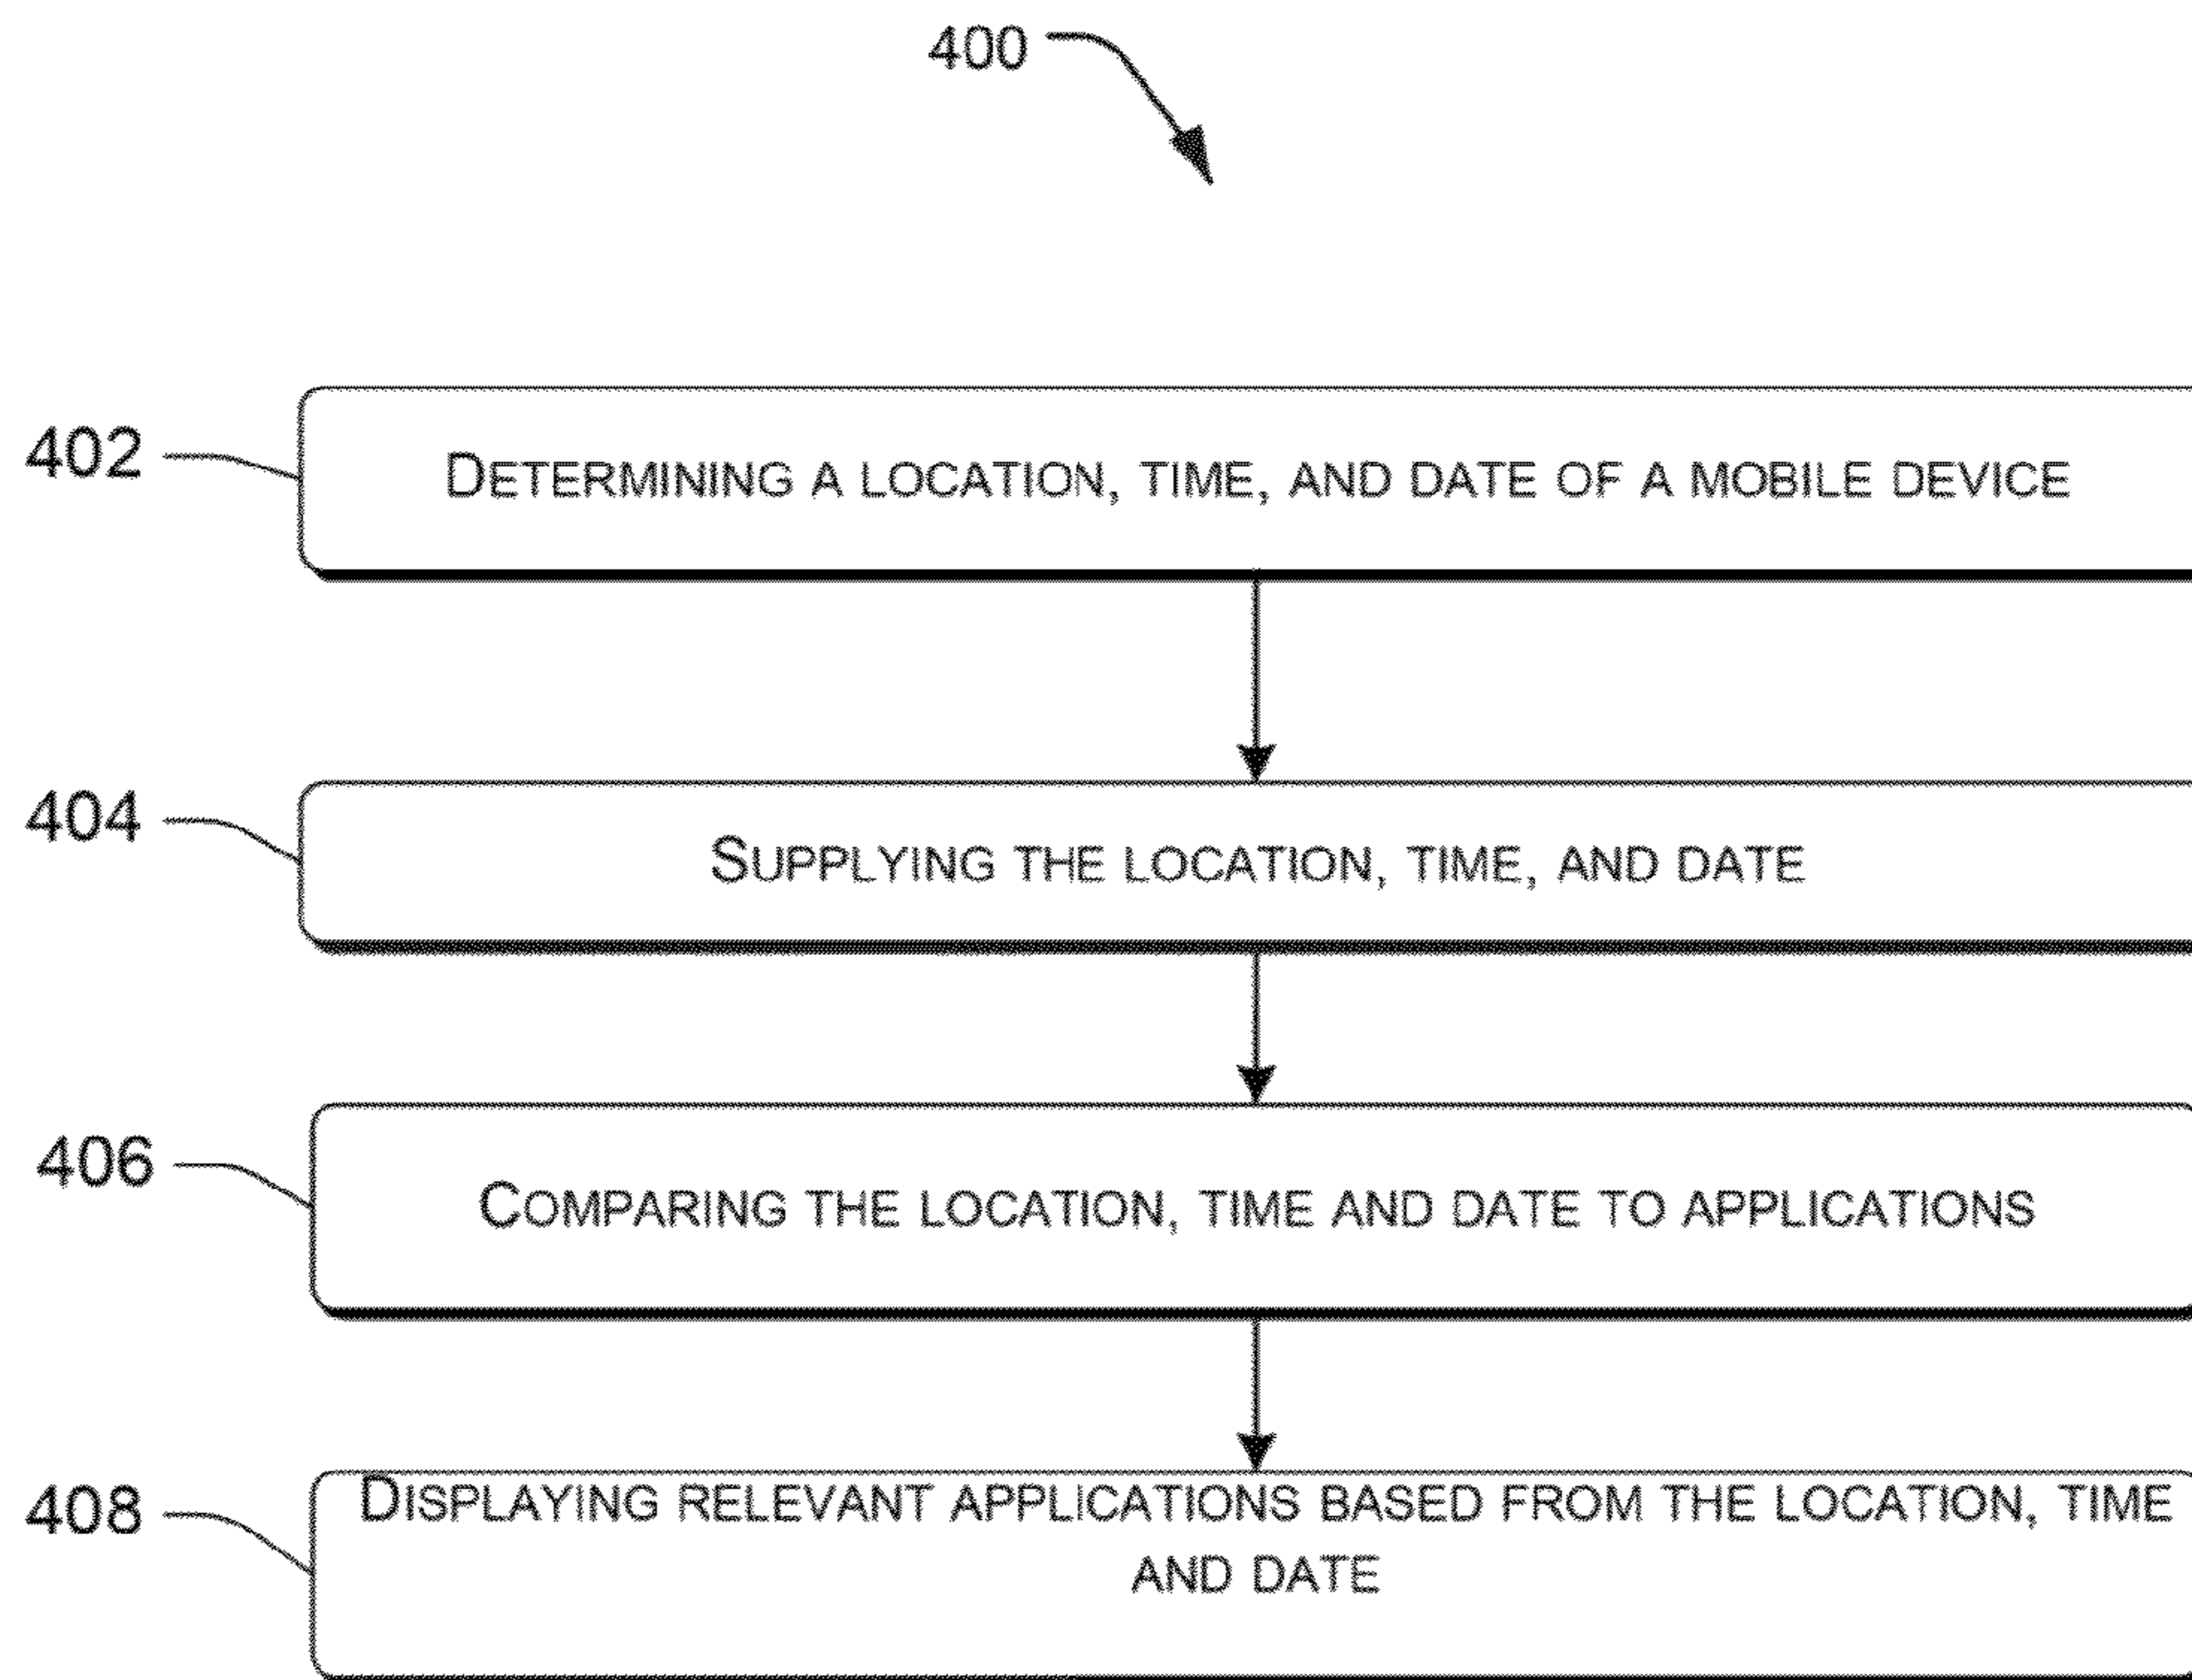 400
402
DETERMINING A LOCATION, TIME, AND DATE OF A MOBILE DEVICE
404
SUPPLYING THE LOCATION, TIME, AND DATE
406
COMPARING THE LOCATION, TIME AND DATE TO APPLICATIONS
408
DISPLAYING RELEVANT APPLICATIONS BASED FROM THE LOCATION, TIME
AND DATE